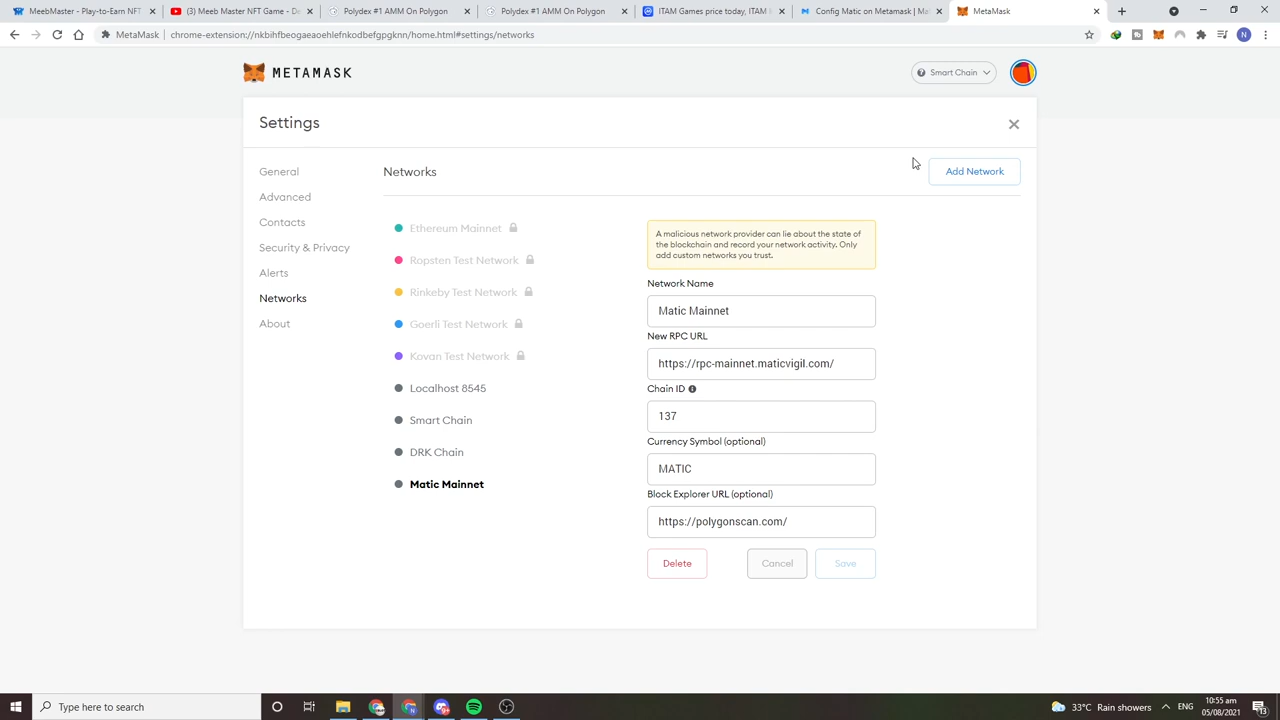 MeebMaster - Play-to-Earn NFT
(3) Meeb Master NFT Game - De
Polydex #1 AMM On Polygon
Polydex #1 AMM On Polygon
ITAM Games price today, ITAM
Config Matic on Metamask | Ma
MetaMask
MetaMask
chrome-extension://nkbihfbeogaeaoehlefnkodbefgpgknn/home.html#settings/networks
N
METAMASK
Smart Chain
Settings
General
Advanced
Contacts
Security & Privacy
Alerts
Networks
About
Networks
Add Network
Ethereum Mainnet
Ropsten Test Network
Rinkeby Test Network
Goerli Test Network
Kovan Test Network
Localhost 8545
Smart Chain
DRK Chain
Matic Mainnet
A malicious network provider can lie about the state of
the blockchain and record your network activity. Only
add custom networks you trust.
Network Name
Matic Mainnet
New RPC URL
https://rpc-mainnet.maticvigil.com/
Chain ID
137
Currency Symbol (optional)
MATIC
Block Explorer URL (optional)
https://polygonscan.com/
Delete
Cancel
Save
Type here to search
33°C Rain showers
ENG
10:55 am
05/08/2021